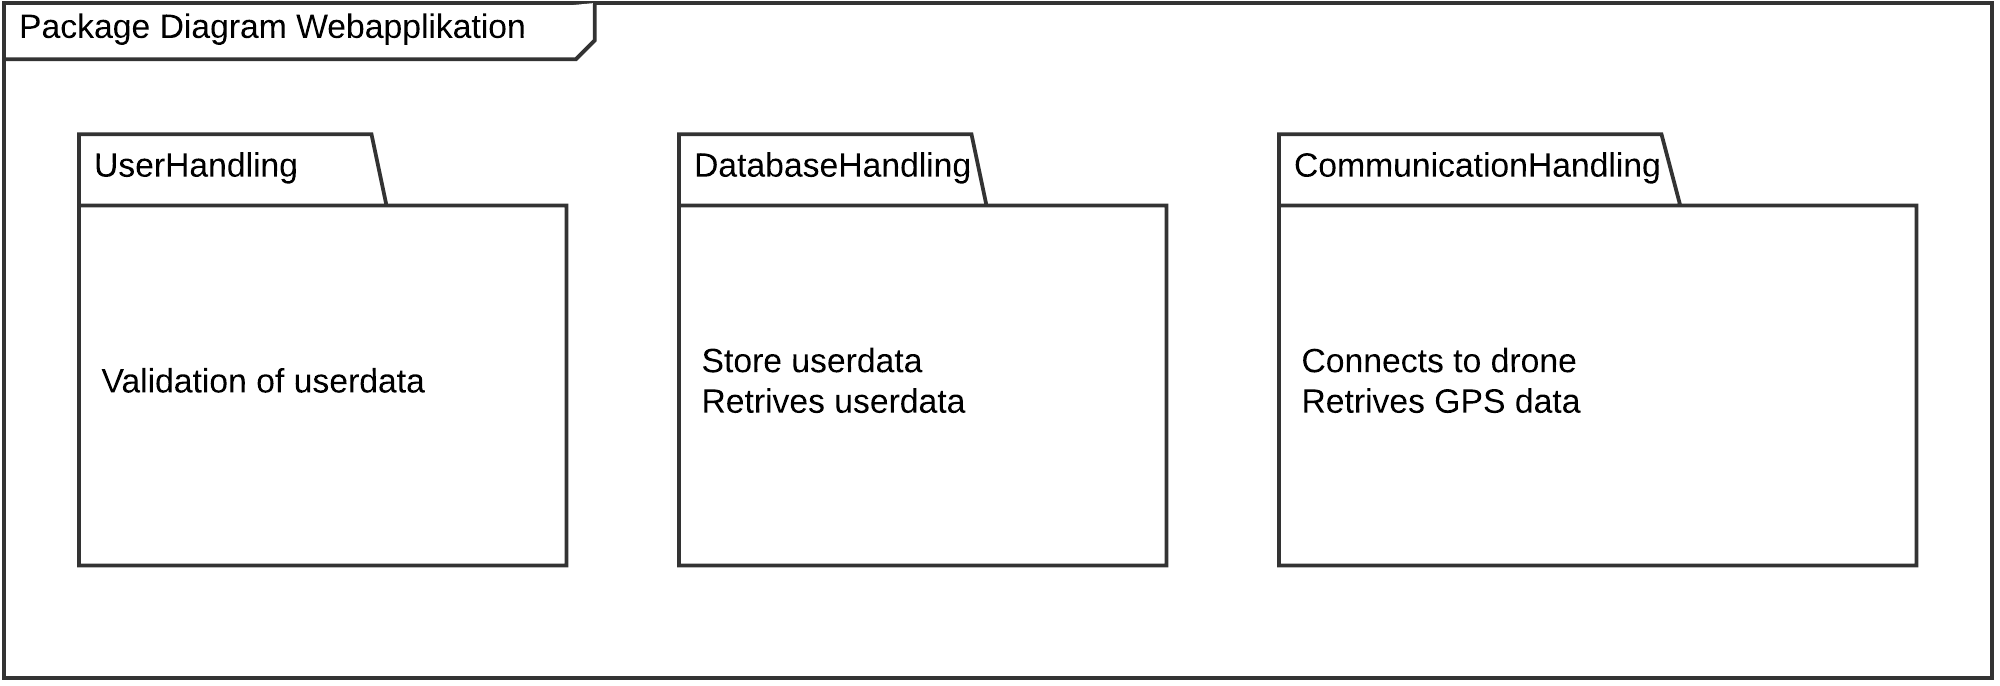 Package Diagram Webapplikation
UserHandling
Validation of userdata
DatabaseHandling
Store userdata
Retrives userdata
CommunicationHandling
Connects to drone
Retrives GPS data